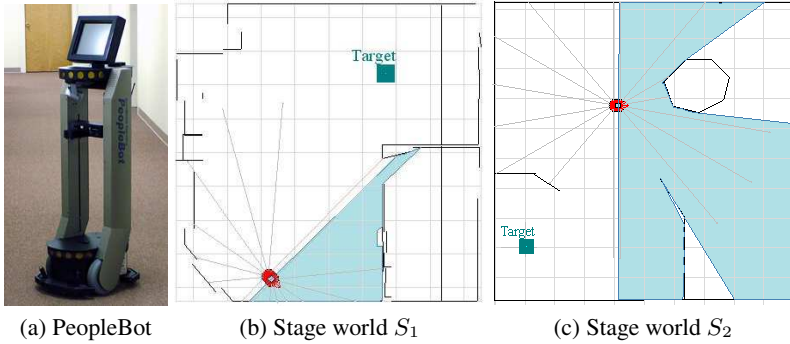 PeopleBot
Target
Target
(a) PeopleBot
(b) Stage world S1
(c) Stage world S2